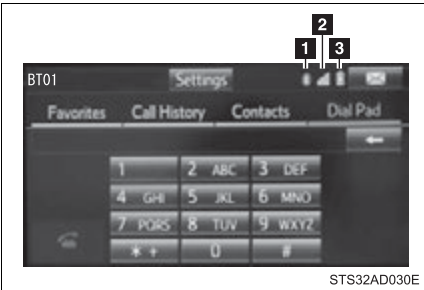 2
1 3
BT01 Settings
Favorites Call History Contacts Dial Pad
1 2 ABC 3 DEF
4 GHI 5 JKL 6 MNO
7 PQRS 8 TUV 9 WXYZ
* + 0 #
STS32AD030E